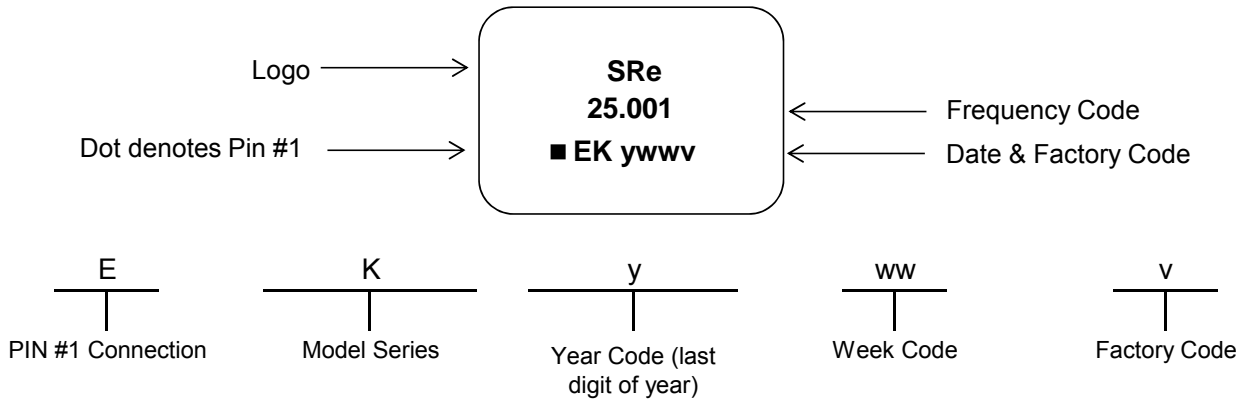 Logo
SRe
25.001
Frequency Code
Dot denotes Pin #1
■ EK ywwv
Date & Factory Code
E
K
y
ww
v
PIN #1 Connection
Model Series
Year Code (last
digit of year)
Week Code
Factory Code